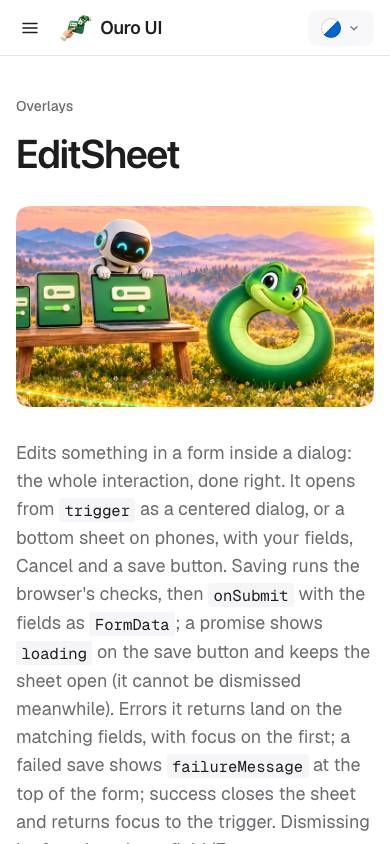 Ouro UI
Overlays
EditSheet
Edits something in a form inside a dialog:
the whole interaction, done right. It opens
from trigger as a centered dialog, or a
bottom sheet on phones, with your fields,
Cancel and a save button. Saving runs the
browser's checks, then onSubmit with the
fields as FormData; a promise shows
loading on the save button and keeps the
sheet open (it cannot be dismissed
meanwhile). Errors it returns land on the
matching fields, with focus on the first; a
failed save shows failureMessage at the
top of the form; success closes the sheet
and returns focus to the trigger. Dismissing